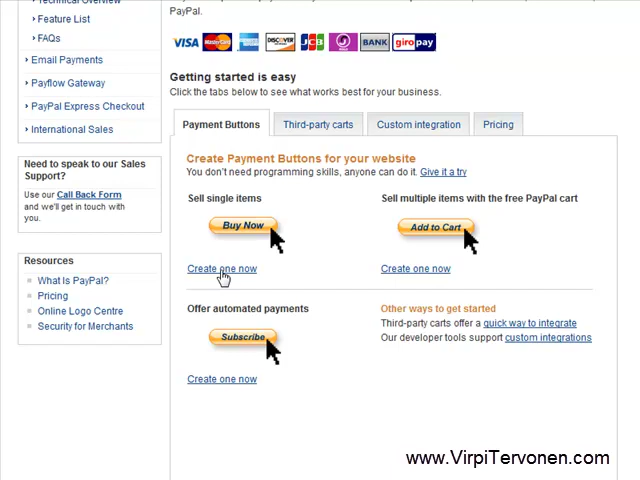 Technical Overview
Feature List
FAQs
Email Payments
Payflow Gateway
PayPal Express Checkout
International Sales
Need to speak to our Sales
Support?
Use our Call Back Form
and we'll get in touch with
you.
Resources
What Is PayPal?
Pricing
Online Logo Centre
Security for Merchants
PayPal.
VISA MasterCard DISCOVER JCB BANK giropay
Getting started is easy
Click the tabs below to see what works best for your business.
Payment Buttons Third-party carts Custom integration Pricing
Create Payment Buttons for your website
You don't need programming skills, anyone can do it. Give it a try
Sell single items
Buy Now
Create one now
Sell multiple items with the free PayPal cart
Add to Cart
Create one now
Offer automated payments
Subscribe
Create one now
Other ways to get started
Third-party carts offer a quick way to integrate
Our developer tools support custom integrations
www.VirpiTervonen.com